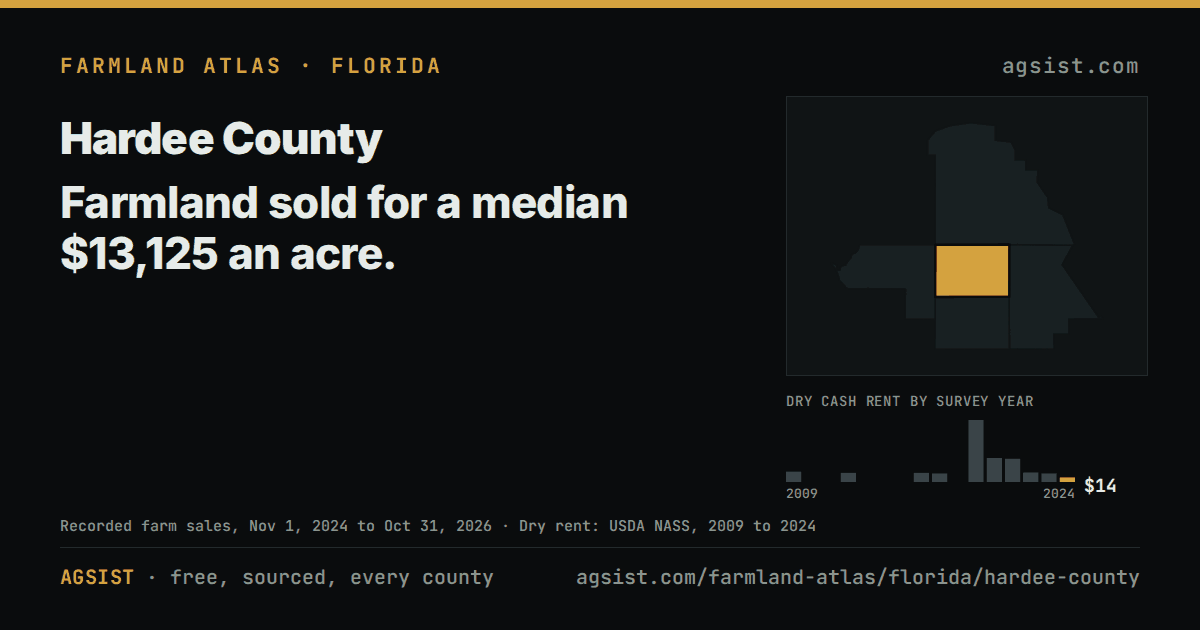 FARMLAND ATLAS · FLORIDA
agsist.com
Hardee County
Farmland sold for a median
$13,125 an acre.
DRY CASH RENT BY SURVEY YEAR
2009
2024
$14
Recorded farm sales, Nov 1, 2024 to Oct 31, 2026 · Dry rent: USDA NASS, 2009 to 2024
AGSIST · free, sourced, every county
agsist.com/farmland-atlas/florida/hardee-county